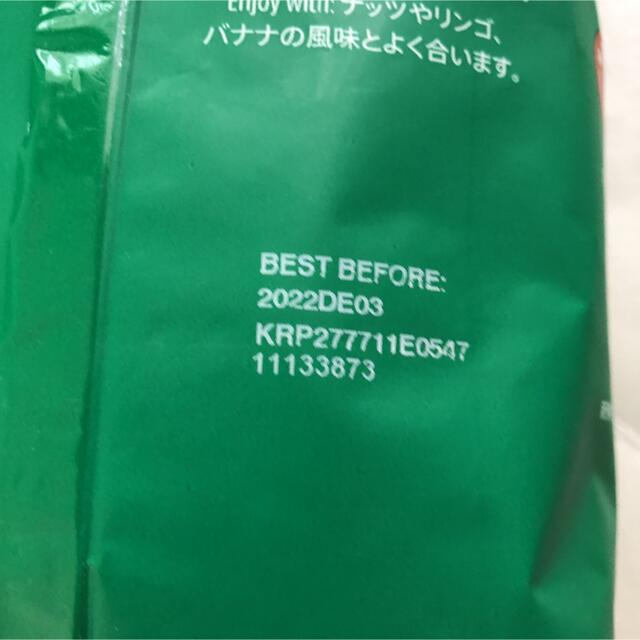 Enjoy with: ナッツやリンゴ、
バナナの風味とよく合います。
BEST BEFORE:
2022DE03
KRP277711E0547
11133873